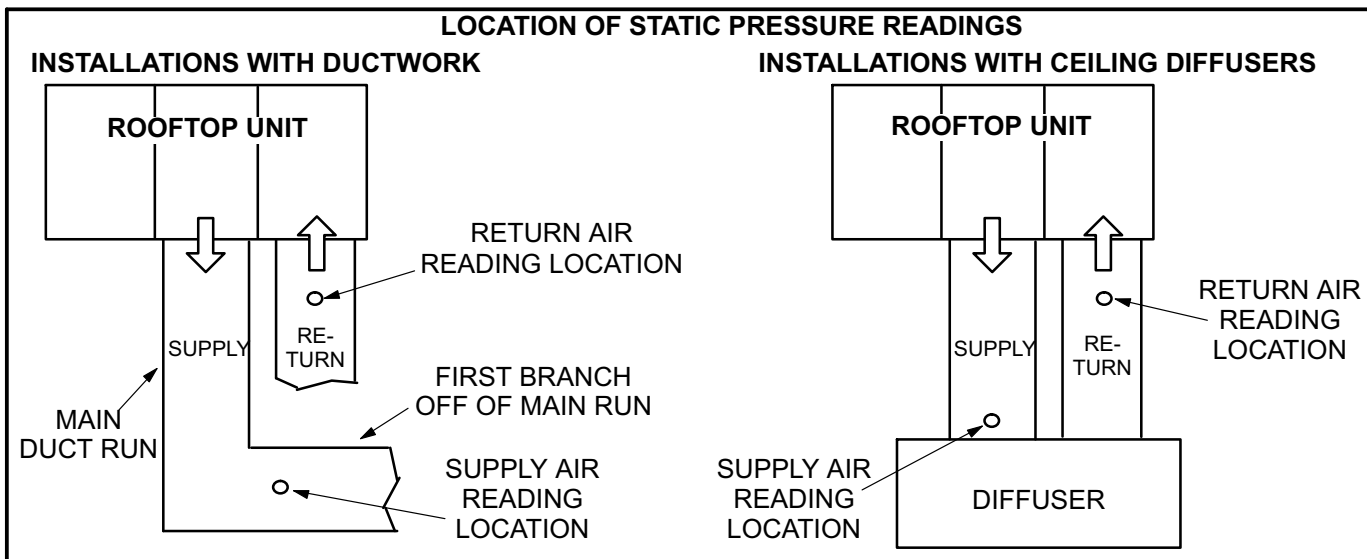 LOCATION OF STATIC PRESSURE READINGS
INSTALLATIONS WITH DUCTWORK
ROOFTOP UNIT
RETURN AIR
READING LOCATION
SUPPLY
RE-
TURN
FIRST BRANCH
OFF OF MAIN RUN
MAIN
DUCT RUN
SUPPLY AIR
READING
LOCATION
INSTALLATIONS WITH CEILING DIFFUSERS
ROOFTOP UNIT
RETURN AIR
READING
LOCATION
SUPPLY
RE-
TURN
SUPPLY AIR
READING
LOCATION
DIFFUSER